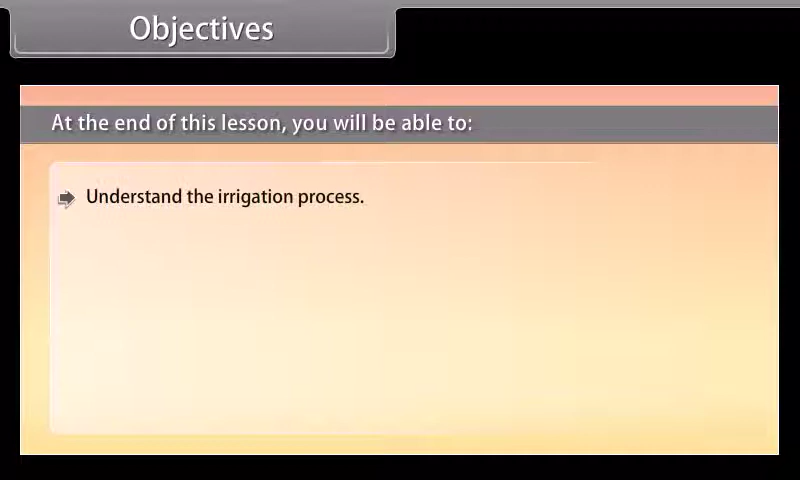 Objectives
At the end of this lesson, you will be able to:
Understand the irrigation process.